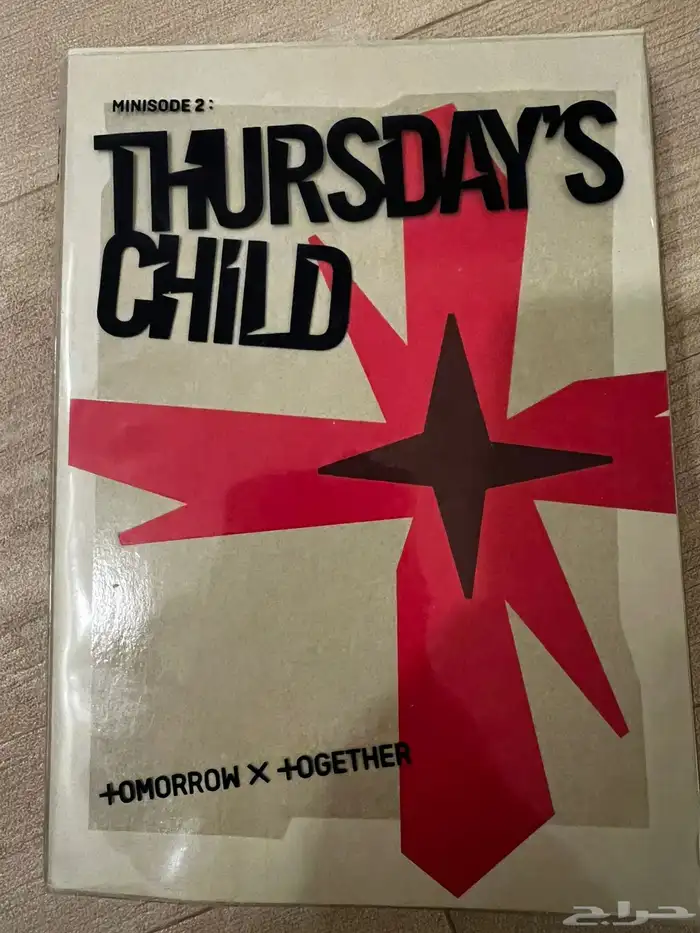 MINISODE 2:
THURSDAY'S
CHILD
TOMORROW X TOGETHER
حراج